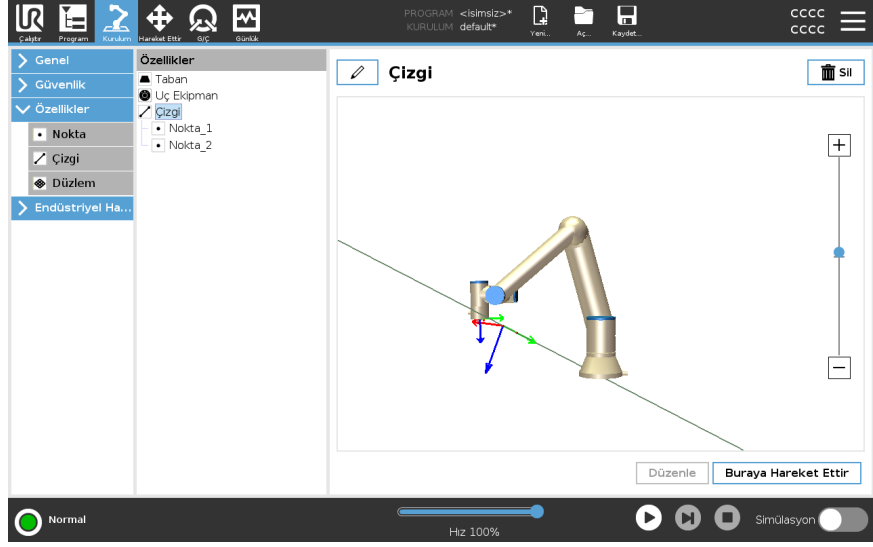 UR
PROGRAM <isimsiz>*
KURULUM default*
CCCC
CCCC
Çalıştır Program Kurulum Hareket Ettir G/Ç Günlük Yeni... Aç... Kaydet...
Genel
Güvenlik
Özellikler
Nokta
Çizgi
Düzlem
Endüstriyel Ha...
Özellikler
Taban
Uç Ekipman
Çizgi
Nokta_1
Nokta_2
Çizgi
Sil
Düzenle
Buraya Hareket Ettir
Normal
Hız 100%
Simülasyon